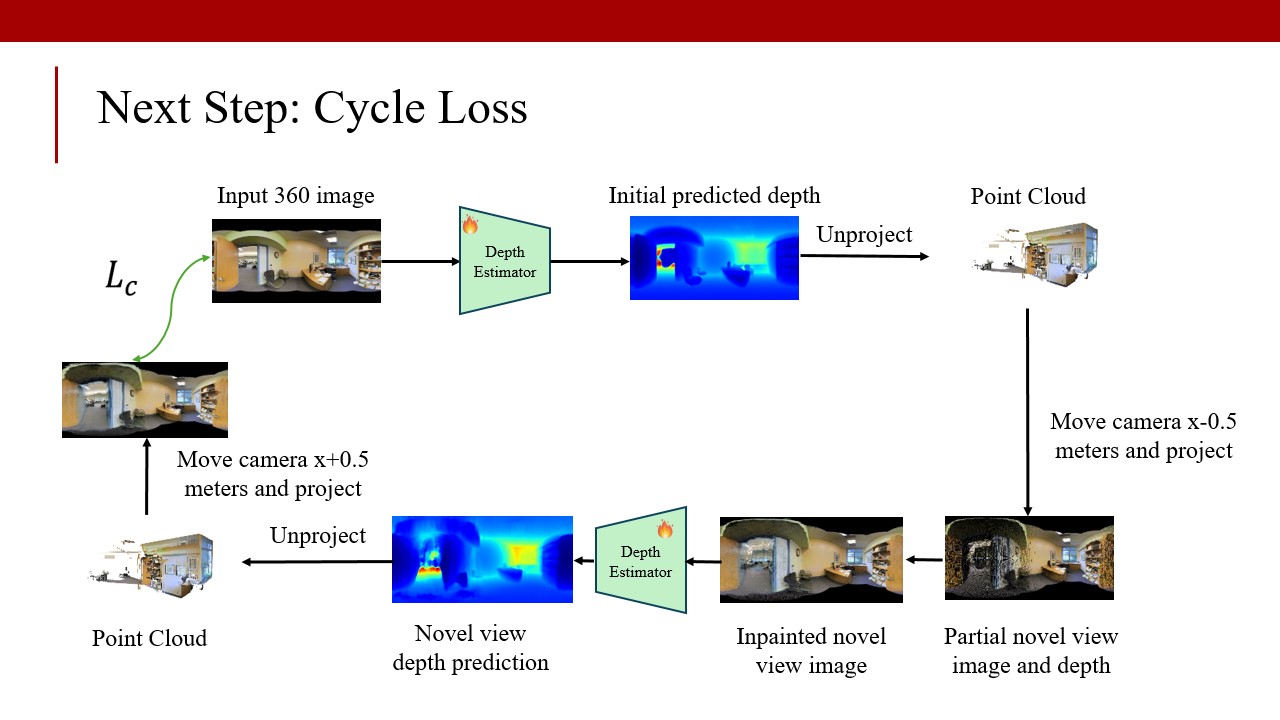 Next Step: Cycle Loss
Input 360 image
Initial predicted depth
Point Cloud
Depth
Estimator
Unproject
L_c
Move camera x-0.5
meters and project
Move camera x+0.5
meters and project
Unproject
Depth
Estimator
Point Cloud
Novel view
depth prediction
Inpainted novel
view image
Partial novel view
image and depth